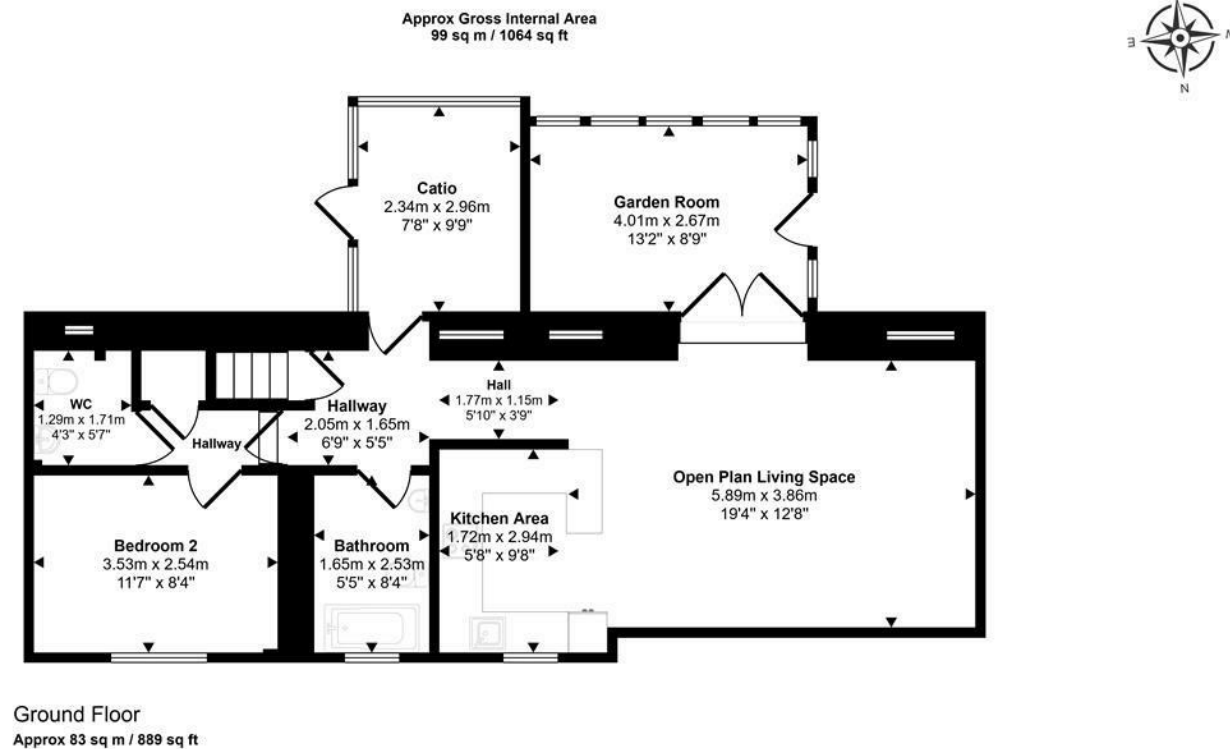 Approx Gross Internal Area
99 sq m / 1064 sq ft
E
N
Catio
2.34m x 2.96m
7'8" x 9'9"
Garden Room
4.01m x 2.67m
13'2" x 8'9"
WC
1.29m x 1.71m
4'3" x 5'7"
Hallway
Hallway
2.05m x 1.65m
6'9" x 5'5"
Hall
1.77m x 1.15m
5'10" x 3'9"
Open Plan Living Space
5.89m x 3.86m
19'4" x 12'8"
Kitchen Area
1.72m x 2.94m
5'8" x 9'8"
Bedroom 2
3.53m x 2.54m
11'7" x 8'4"
Bathroom
1.65m x 2.53m
5'5" x 8'4"
Ground Floor
Approx 83 sq m / 889 sq ft